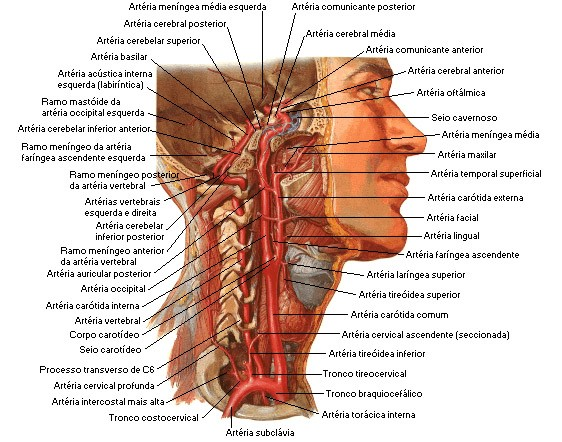 Artéria meníngea média esquerda
Artéria cerebral posterior
Artéria cerebelar superior
Artéria basilar
Artéria acústica interna
esquerda (labiríntica)
Ramo mastóide da
artéria occipital esquerda
Artéria cerebelar inferior anterior
Ramo meníngeo da artéria
faríngea ascendente esquerda
Ramo meníngeo posterior
da artéria vertebral
Artérias vertebrais
esquerda e direita
Artéria cerebelar
inferior posterior
Ramo meníngeo anterior
da artéria vertebral
Artéria auricular posterior
Artéria occipital
Artéria carótida interna
Artéria vertebral
Corpo carotídeo
Seio carotídeo
Processo transverso de C6
Artéria cervical profunda
Artéria intercostal mais alta
Tronco costocervical
Artéria subclávia
Artéria comunicante posterior
Artéria cerebral média
Artéria comunicante anterior
Artéria cerebral anterior
Artéria oftálmica
Seio cavernoso
Artéria meníngea média
Artéria maxilar
Artéria temporal superficial
Artéria carótida externa
Artéria facial
Artéria lingual
Artéria faríngea ascendente
Artéria laríngea superior
Artéria tireóidea superior
Artéria carótida comum
Artéria cervical ascendente (seccionada)
Artéria tireóidea inferior
Tronco tireocervical
Tronco braquiocefálico
Artéria torácica interna